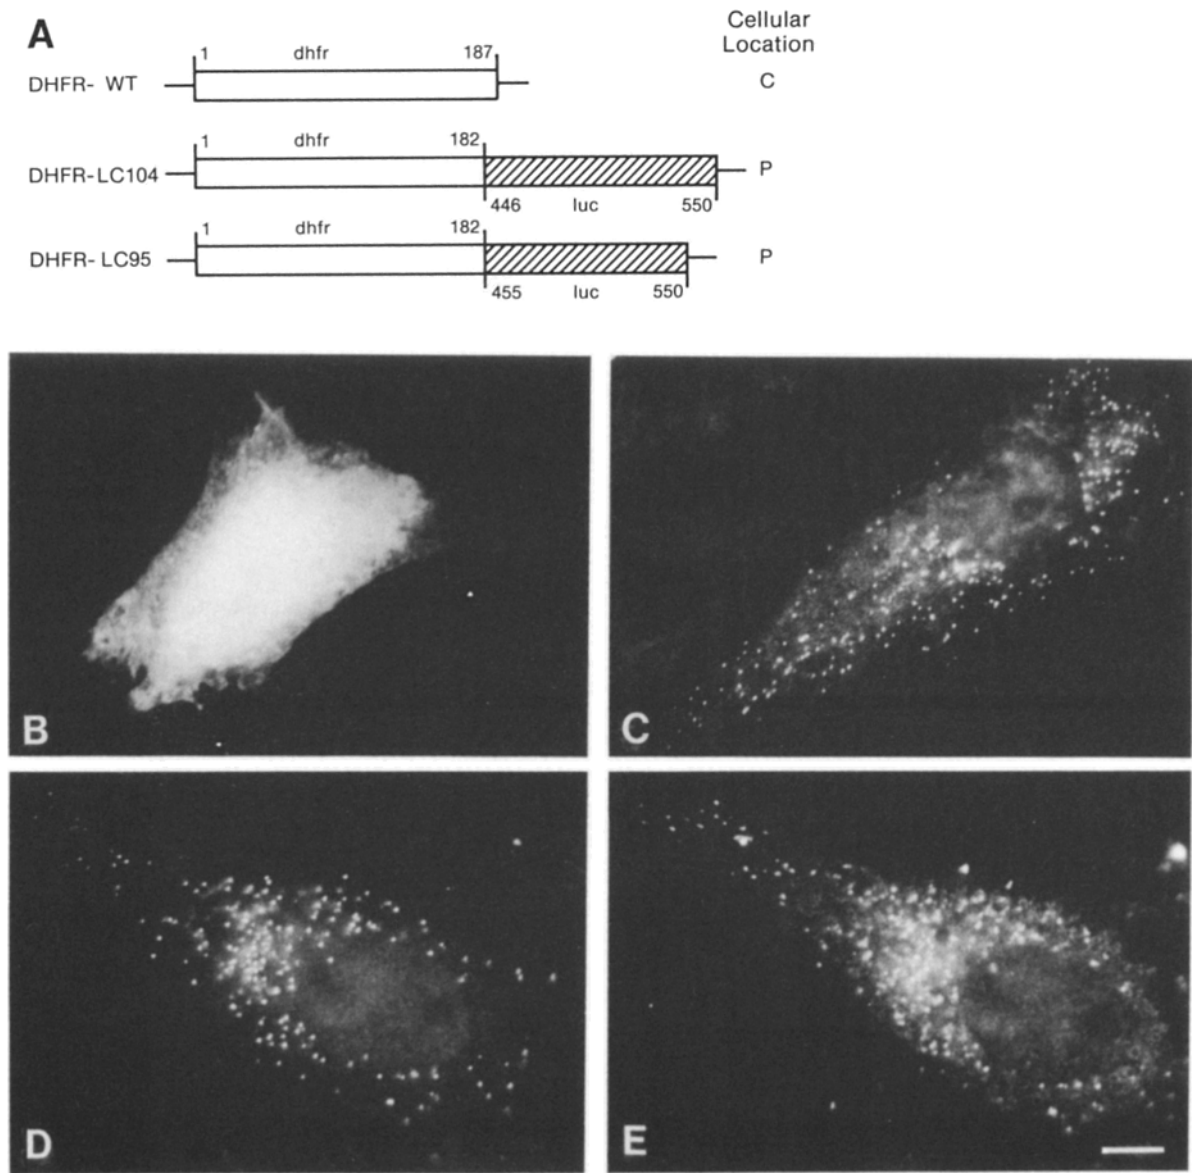 A
Cellular
Location
1 dhfr 187
DHFR- WT C
1 dhfr 182
DHFR-LC104 P
446 luc 550
1 dhfr 182
DHFR- LC95 P
455 luc 550
B
C
D
E